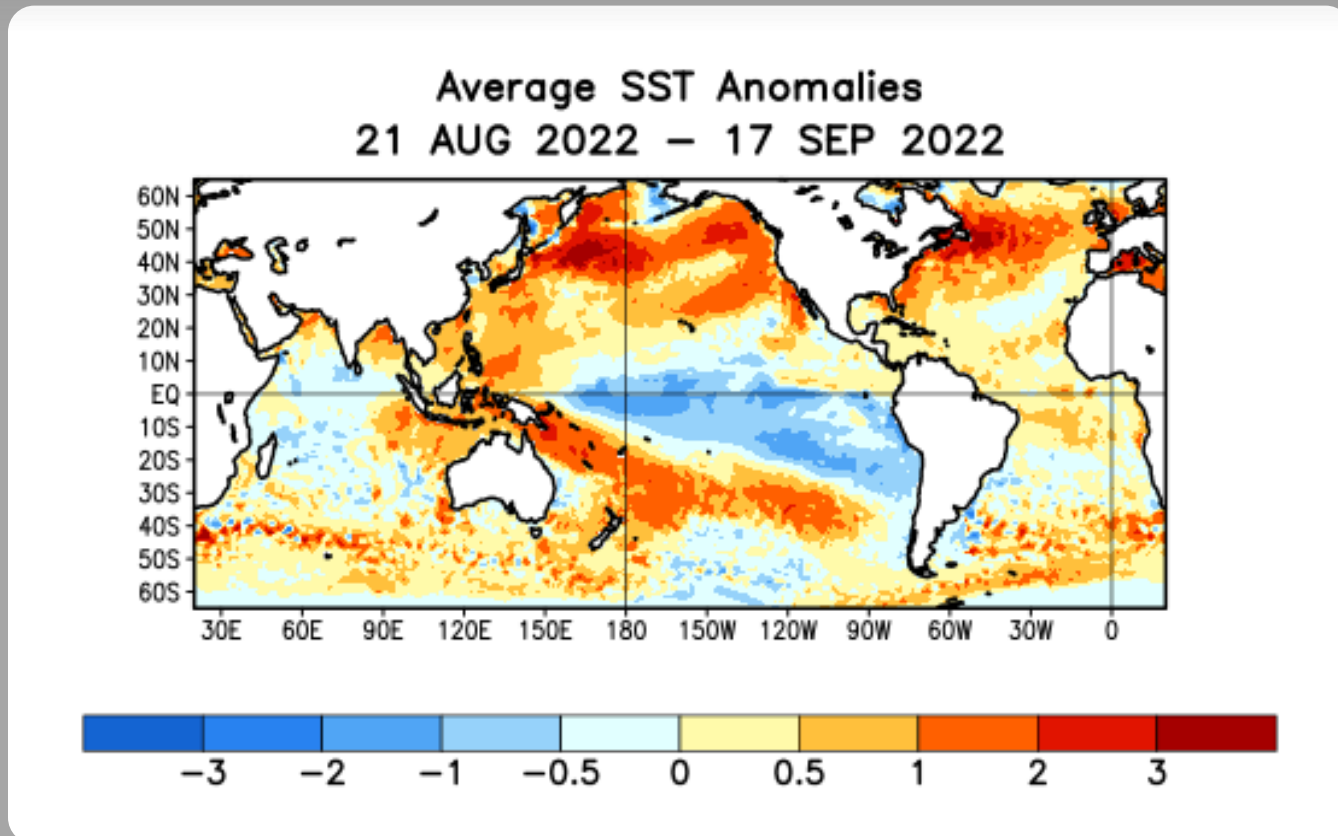 Average SST Anomalies
21 AUG 2022 – 17 SEP 2022
60N
50N
40N
30N
20N
10N
EQ
10S
20S
30S
40S
50S
60S
30E 60E 90E 120E 150E 180 150W 120W 90W 60W 30W 0
−3 −2 −1 −0.5 0 0.5 1 2 3